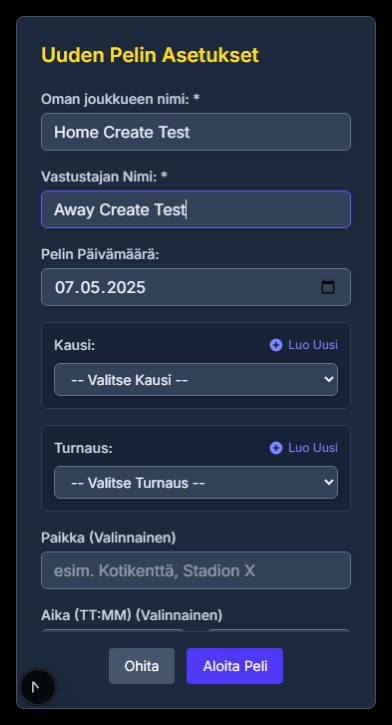 Uuden Pelin Asetukset
Oman joukkueen nimi: *
Home Create Test
Vastustajan Nimi: *
Away Create Test
Pelin Päivämäärä:
07.05.2025
Kausi: Luo Uusi
-- Valitse Kausi --
Turnaus: Luo Uusi
-- Valitse Turnaus --
Paikka (Valinnainen)
esim. Kotikenttä, Stadion X
Aika (TT:MM) (Valinnainen)
Ohita Aloita Peli